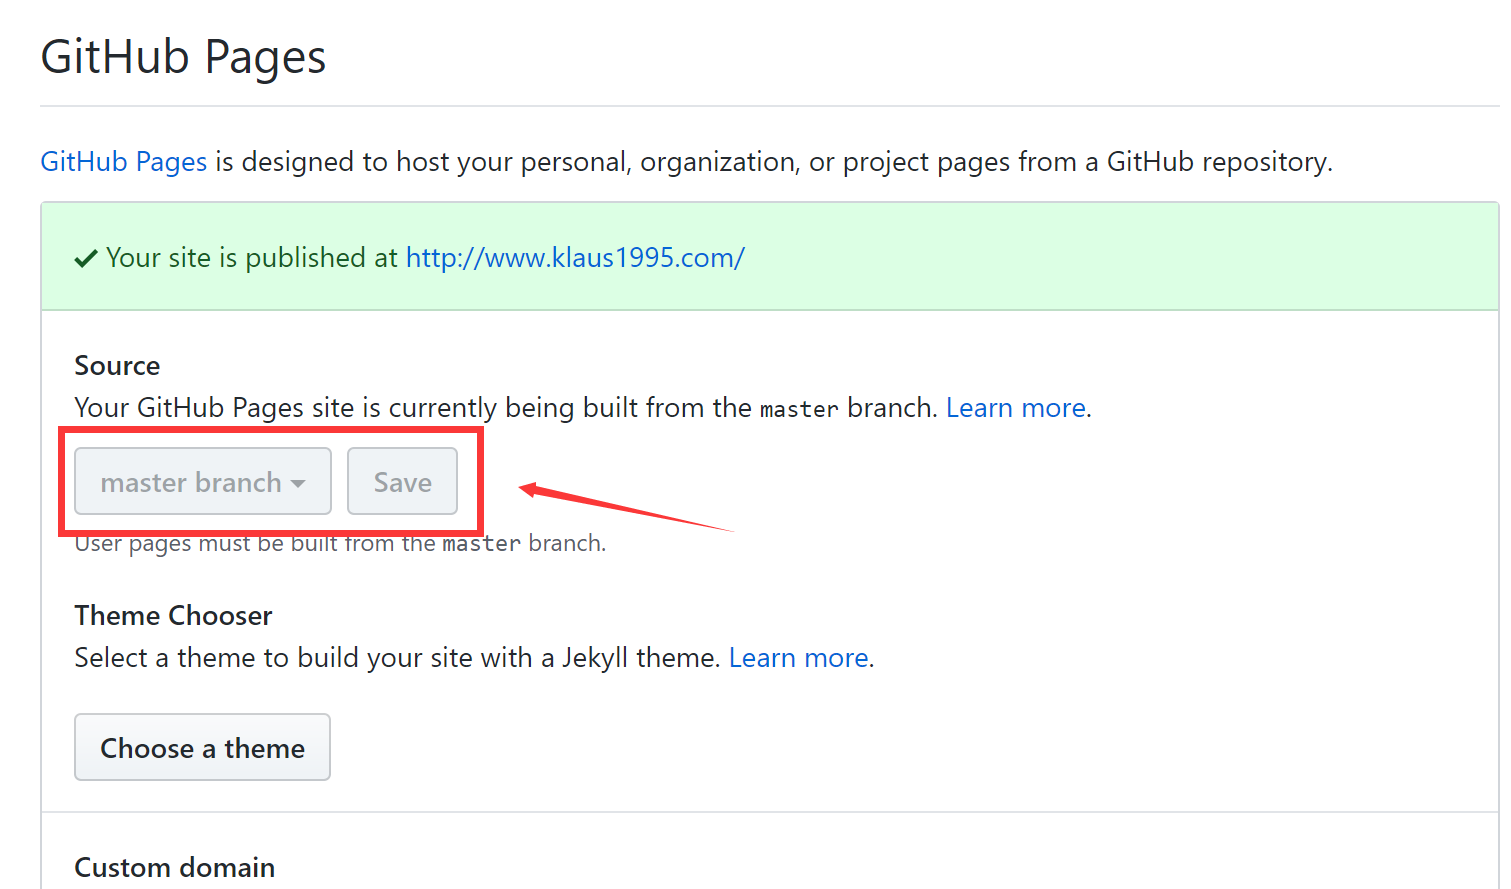 GitHub Pages
GitHub Pages is designed to host your personal, organization, or project pages from a GitHub repository.
Your site is published at http://www.klaus1995.com/
Source
Your GitHub Pages site is currently being built from the master branch. Learn more.
master branch Save
User pages must be built from the master branch.
Theme Chooser
Select a theme to build your site with a Jekyll theme. Learn more.
Choose a theme
Custom domain